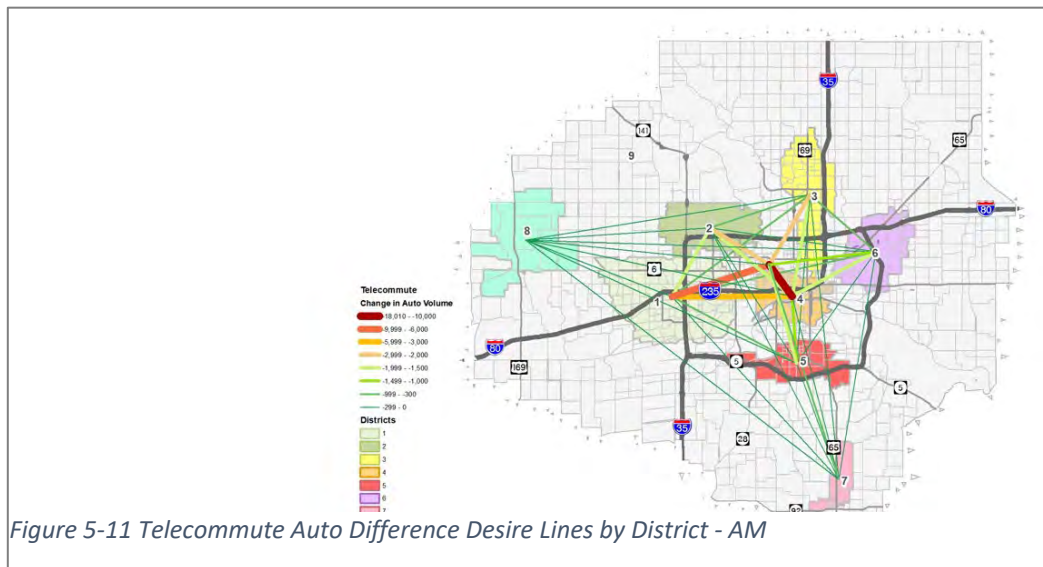 35
141
9
69
65
3
80
8
2
6
6
Telecommute
Change in Auto Volume
18,010 - -10,000
-9,999 - -6,000
-5,999 - -3,000
-2,999 - -2,000
-1,999 - -1,500
-1,499 - -1,000
-999 - -300
-299 - 0
235
1
4
5
5
80
169
5
Districts
1
2
3
4
5
6
7
35
28
65
7
92
Figure 5-11 Telecommute Auto Difference Desire Lines by District - AM